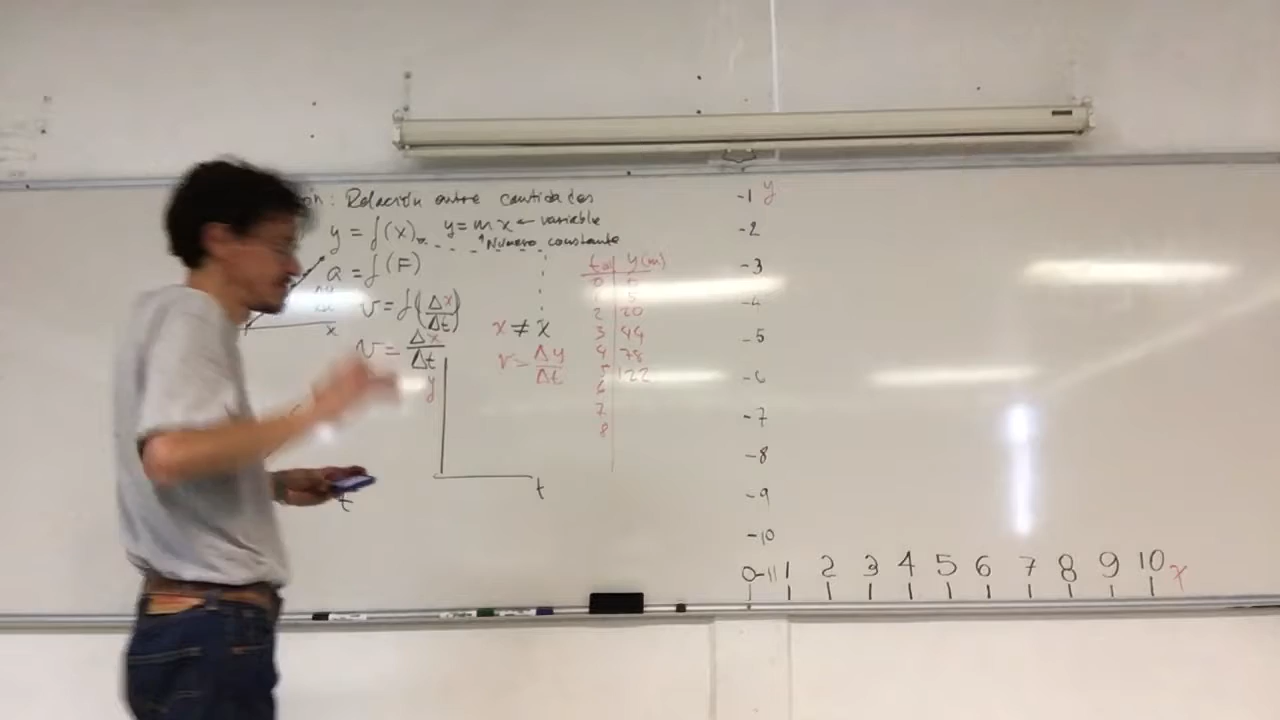 ón: Relación entre cantidades
y = f(x) y = m x ← variable
↑ Número constante
a = f(F)
v = f(Δx/Δt)
v = Δx/Δt
x
t
y
t
x ≠ x
v = Δy/Δt
y(m)
0 0
1 5
2 20
3 44
4 78
5 122
6
7
8
-1 y
-2
-3
-4
-5
-6
-7
-8
-9
-10
0 -11 1 2 3 4 5 6 7 8 9 10 x